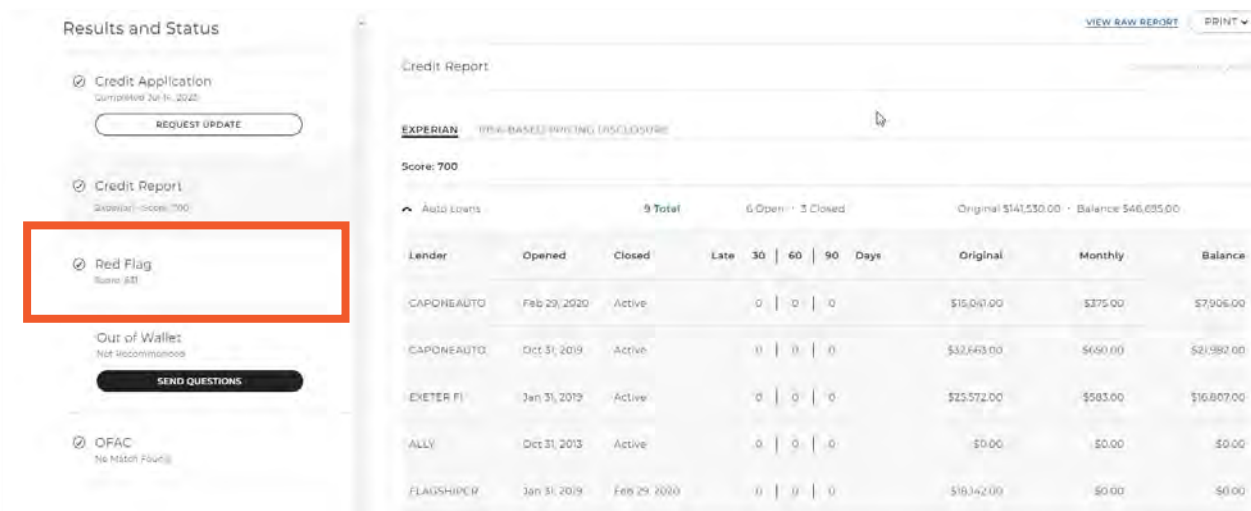 Results and Status
Credit Application
Completed Jul 14, 2023
REQUEST UPDATE
Credit Report
Experian - Score: 700
Red Flag
Score: 631
Out of Wallet
Not Recommended
SEND QUESTIONS
OFAC
No Match Found
VIEW RAW REPORT PRINT
Credit Report
EXPERIAN RISK-BASED PRICING DISCLOSURE
Score: 700
Auto Loans 9 Total 6 Open · 3 Closed Original $141,530.00 · Balance $46,695.00
Lender Opened Closed Late 30 | 60 | 90 Days Original Monthly Balance
CAPONEAUTO Feb 29, 2020 Active 0 | 0 | 0 $15,041.00 $375.00 $7,906.00
CAPONEAUTO Oct 31, 2019 Active 0 | 0 | 0 $32,663.00 $650.00 $21,982.00
EXETER FI Jan 31, 2019 Active 0 | 0 | 0 $25,572.00 $583.00 $16,807.00
ALLY Oct 31, 2013 Active 0 | 0 | 0 $0.00 $0.00 $0.00
FLAGSHIPCR Jan 31, 2019 Feb 29, 2020 0 | 0 | 0 $18,142.00 $0.00 $0.00